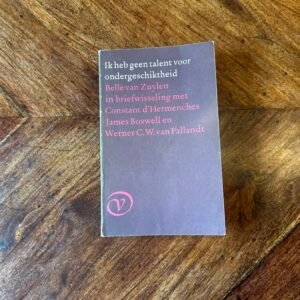 Ik heb geen talent voor
ondergeschiktheid
Belle van Zuylen
in briefwisseling met
Constant d'Hermenches
James Boswell en
Werner C.W. van Pallandt
V